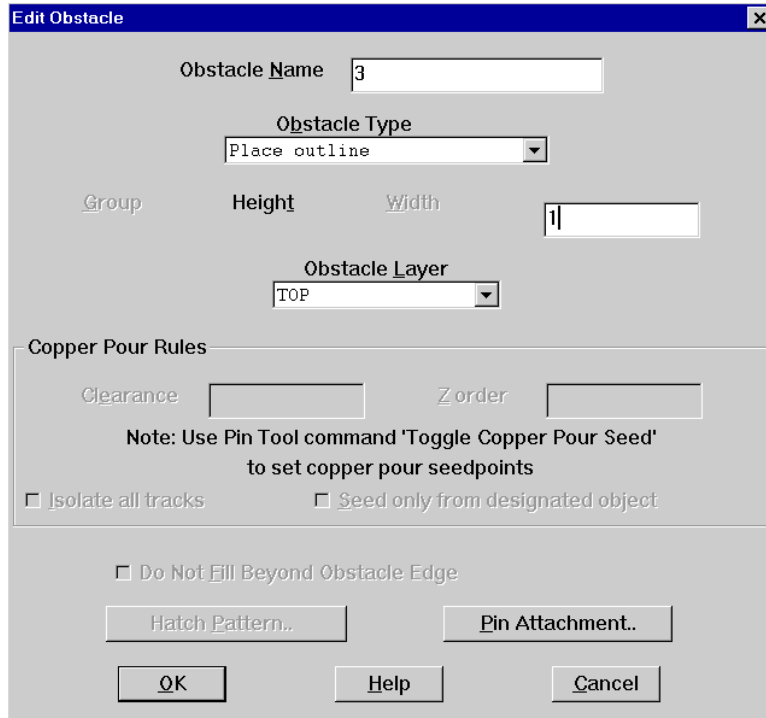 Edit Obstacle
Obstacle Name 3
Obstacle Type
Place outline
Group Height Width 1
Obstacle Layer
TOP
Copper Pour Rules
Clearance Z order
Note: Use Pin Tool command 'Toggle Copper Pour Seed'
to set copper pour seedpoints
Isolate all tracks Seed only from designated object
Do Not Fill Beyond Obstacle Edge
Hatch Pattern.. Pin Attachment..
OK Help Cancel